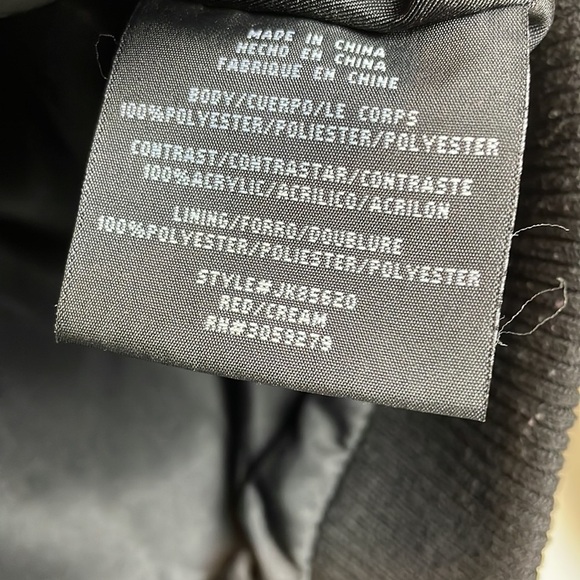 MADE IN CHINA
HECHO EN CHINA
FABRIQUE EN CHINE
BODY/CUERPO/LE CORPS
100%POLYESTER/POLIESTER/POLYESTER
CONTRAST/CONTRASTAR/CONTRASTE
100%ACRYLIC/ACRILICO/ACRILON
LINING/FORRO/DOUBLURE
100%POLYESTER/POLIESTER/POLYESTER
STYLE#JK85620
RED/CREAM
RN#3059279